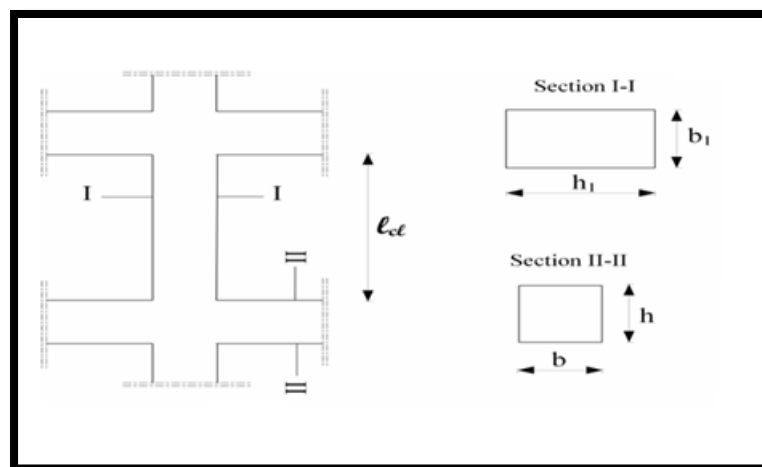 Section I-I
b₁
h₁
I I
ℓcℓ
Section II-II
II
h
b
II